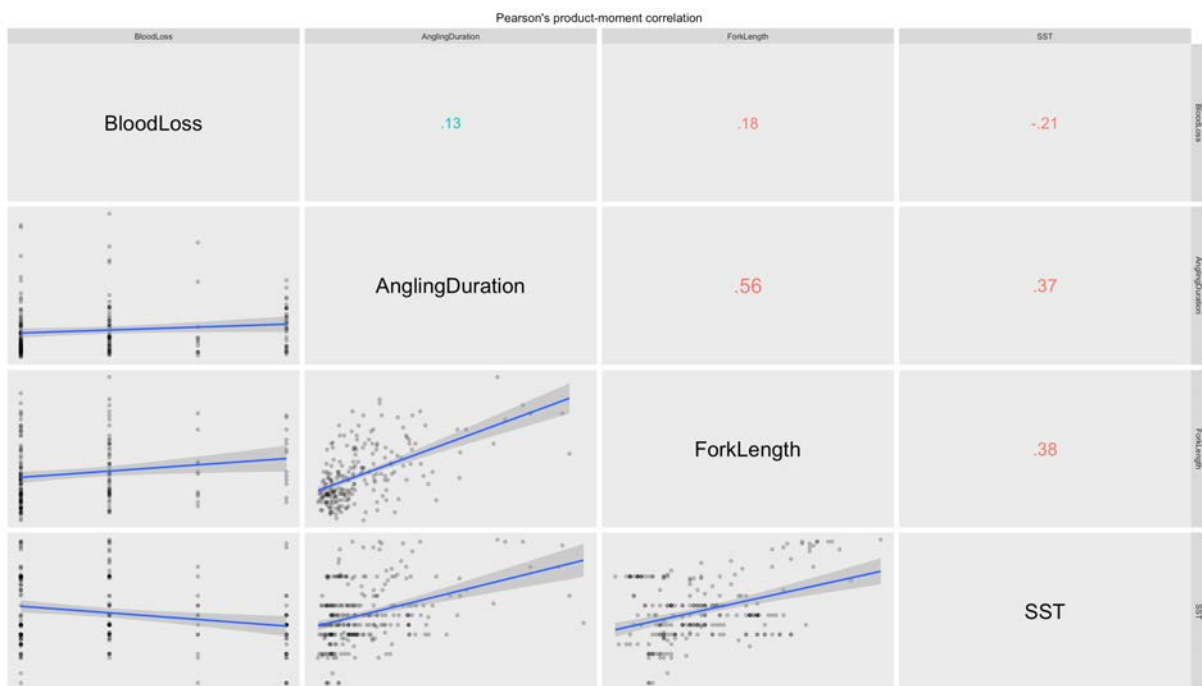 Pearson's product-moment correlation
BloodLoss AnglingDuration ForkLength SST
BloodLoss .13 .18 -.21 BloodLoss
AnglingDuration .56 .37 AnglingDuration
ForkLength .38 ForkLength
SST SST